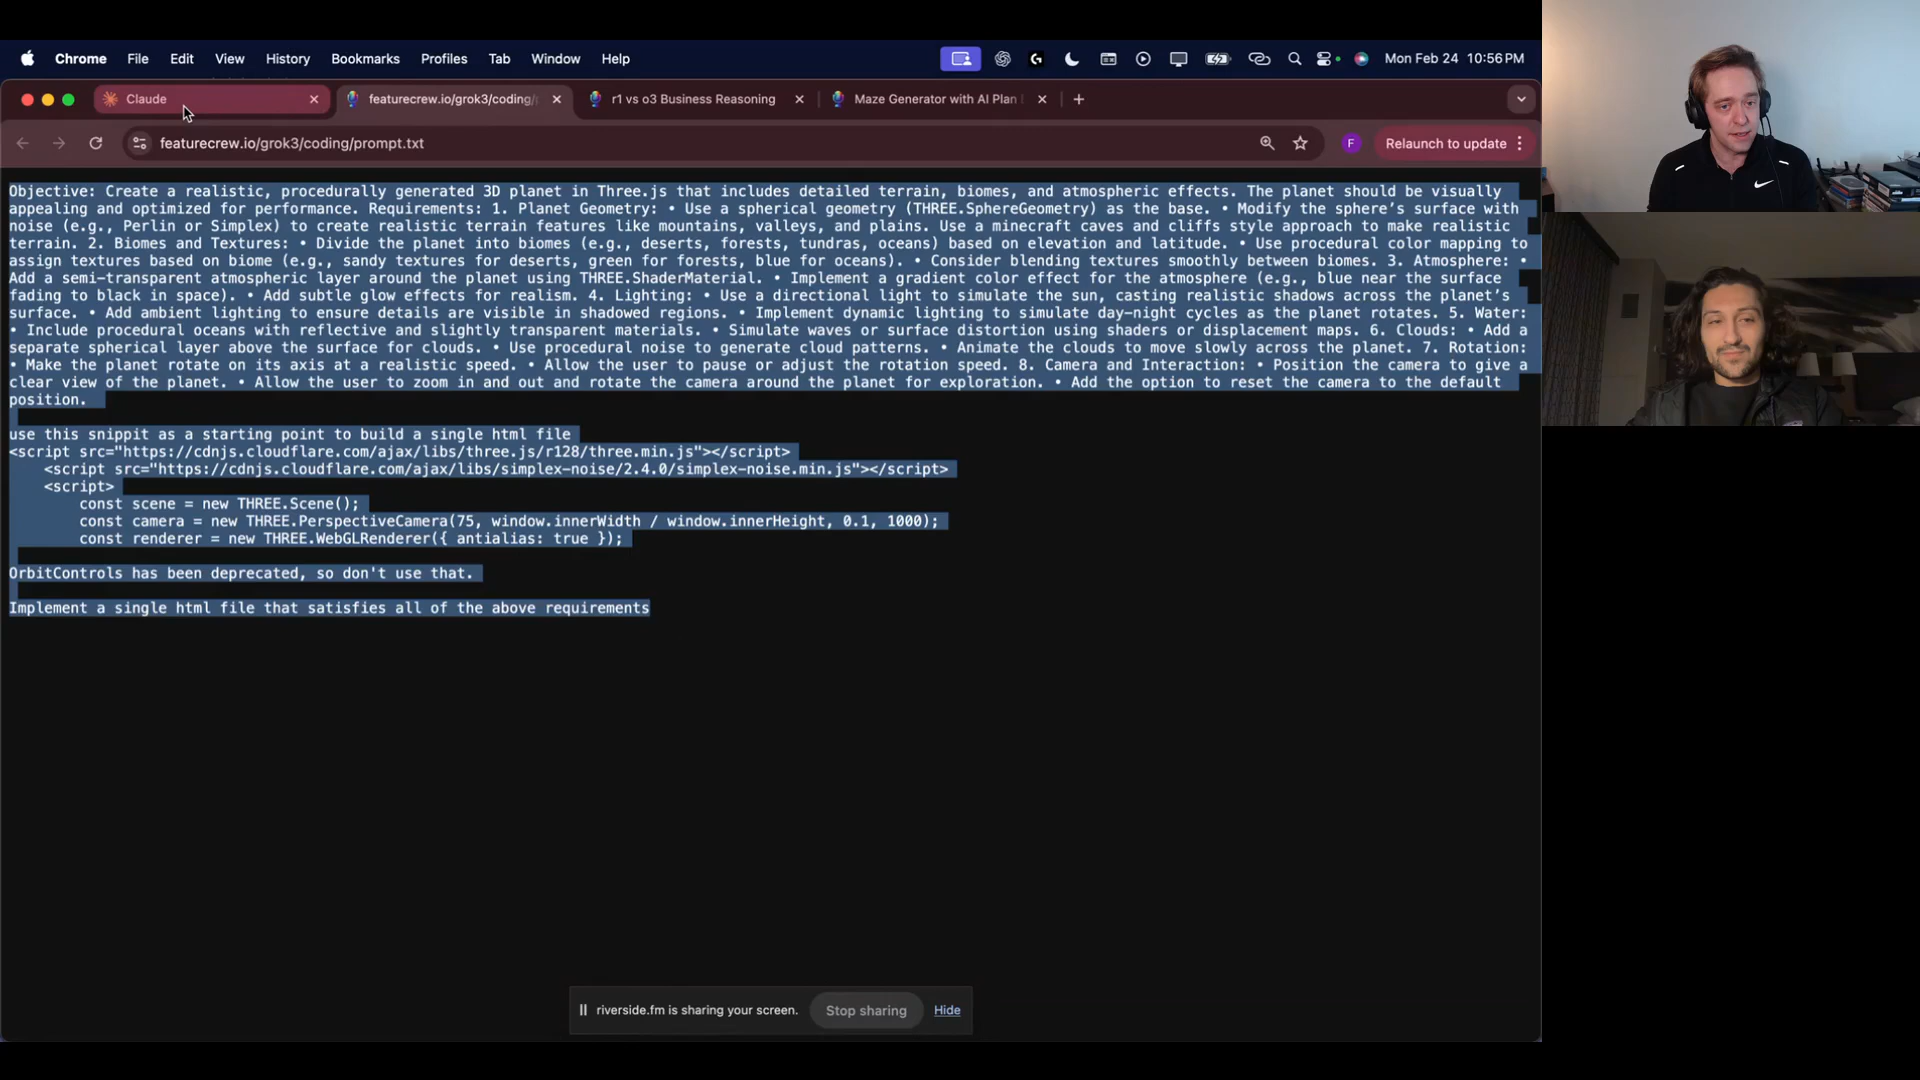 Chrome File Edit View History Bookmarks Profiles Tab Window Help Mon Feb 24 10:56 PM
Claude featurecrew.io/grok3/coding/ r1 vs o3 Business Reasoning Maze Generator with AI Plan
featurecrew.io/grok3/coding/prompt.txt F Relaunch to update
Objective: Create a realistic, procedurally generated 3D planet in Three.js that includes detailed terrain, biomes, and atmospheric effects. The planet should be visually
appealing and optimized for performance. Requirements: 1. Planet Geometry: • Use a spherical geometry (THREE.SphereGeometry) as the base. • Modify the sphere’s surface with
noise (e.g., Perlin or Simplex) to create realistic terrain features like mountains, valleys, and plains. Use a minecraft caves and cliffs style approach to make realistic
terrain. 2. Biomes and Textures: • Divide the planet into biomes (e.g., deserts, forests, tundras, oceans) based on elevation and latitude. • Use procedural color mapping to
assign textures based on biome (e.g., sandy textures for deserts, green for forests, blue for oceans). • Consider blending textures smoothly between biomes. 3. Atmosphere: •
Add a semi-transparent atmospheric layer around the planet using THREE.ShaderMaterial. • Implement a gradient color effect for the atmosphere (e.g., blue near the surface
fading to black in space). • Add subtle glow effects for realism. 4. Lighting: • Use a directional light to simulate the sun, casting realistic shadows across the planet’s
surface. • Add ambient lighting to ensure details are visible in shadowed regions. • Implement dynamic lighting to simulate day-night cycles as the planet rotates. 5. Water:
• Include procedural oceans with reflective and slightly transparent materials. • Simulate waves or surface distortion using shaders or displacement maps. 6. Clouds: • Add a
separate spherical layer above the surface for clouds. • Use procedural noise to generate cloud patterns. • Animate the clouds to move slowly across the planet. 7. Rotation:
• Make the planet rotate on its axis at a realistic speed. • Allow the user to pause or adjust the rotation speed. 8. Camera and Interaction: • Position the camera to give a
clear view of the planet. • Allow the user to zoom in and out and rotate the camera around the planet for exploration. • Add the option to reset the camera to the default
position.
use this snippit as a starting point to build a single html file
<script src="https://cdnjs.cloudflare.com/ajax/libs/three.js/r128/three.min.js"></script>
<script src="https://cdnjs.cloudflare.com/ajax/libs/simplex-noise/2.4.0/simplex-noise.min.js"></script>
<script>
const scene = new THREE.Scene();
const camera = new THREE.PerspectiveCamera(75, window.innerWidth / window.innerHeight, 0.1, 1000);
const renderer = new THREE.WebGLRenderer({ antialias: true });
OrbitControls has been deprecated, so don't use that.
Implement a single html file that satisfies all of the above requirements
riverside.fm is sharing your screen. Stop sharing Hide